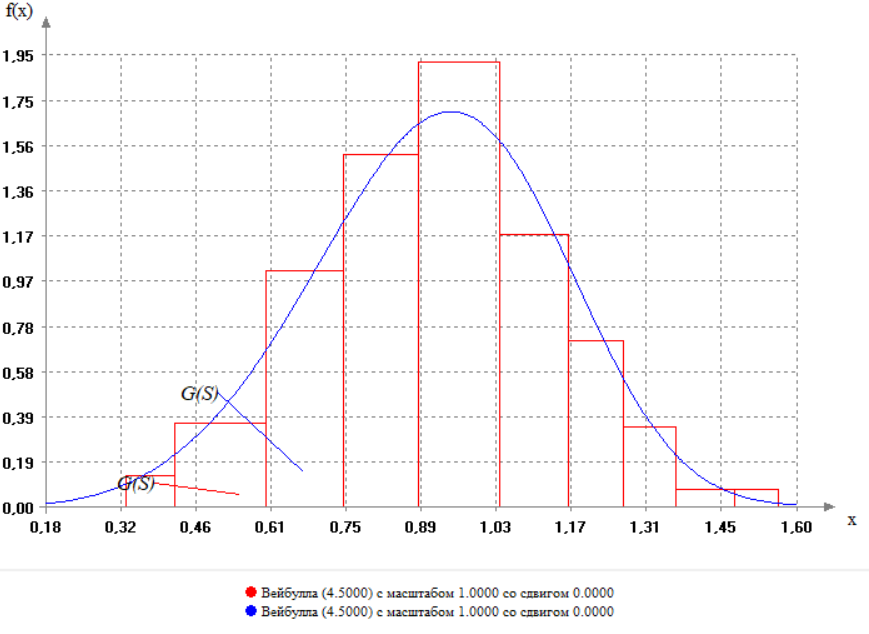 f(x)
1,95
1,75
1,56
1,36
1,17
0,97
0,78
0,58
G(S)
0,39
0,19
G(S)
0,00
0,18 0,32 0,46 0,61 0,75 0,89 1,03 1,17 1,31 1,45 1,60 x
Вейбулла (4.5000) с масштабом 1.0000 со сдвигом 0.0000
Вейбулла (4.5000) с масштабом 1.0000 со сдвигом 0.0000